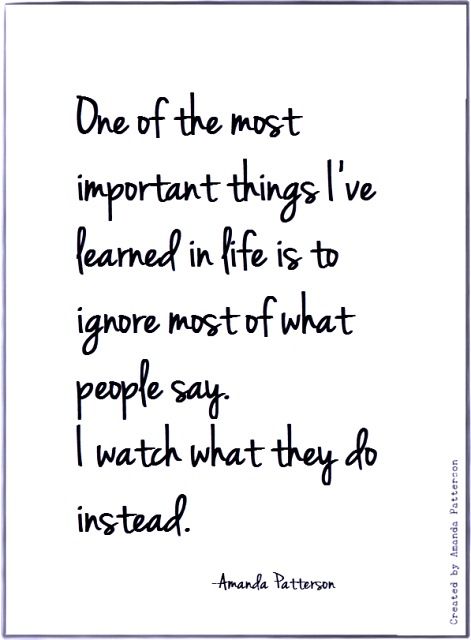 One of the most
important things I've
learned in life is to
ignore most of what
people say.
I watch what they do
instead.
-Amanda Patterson
Created by Amanda Patterson